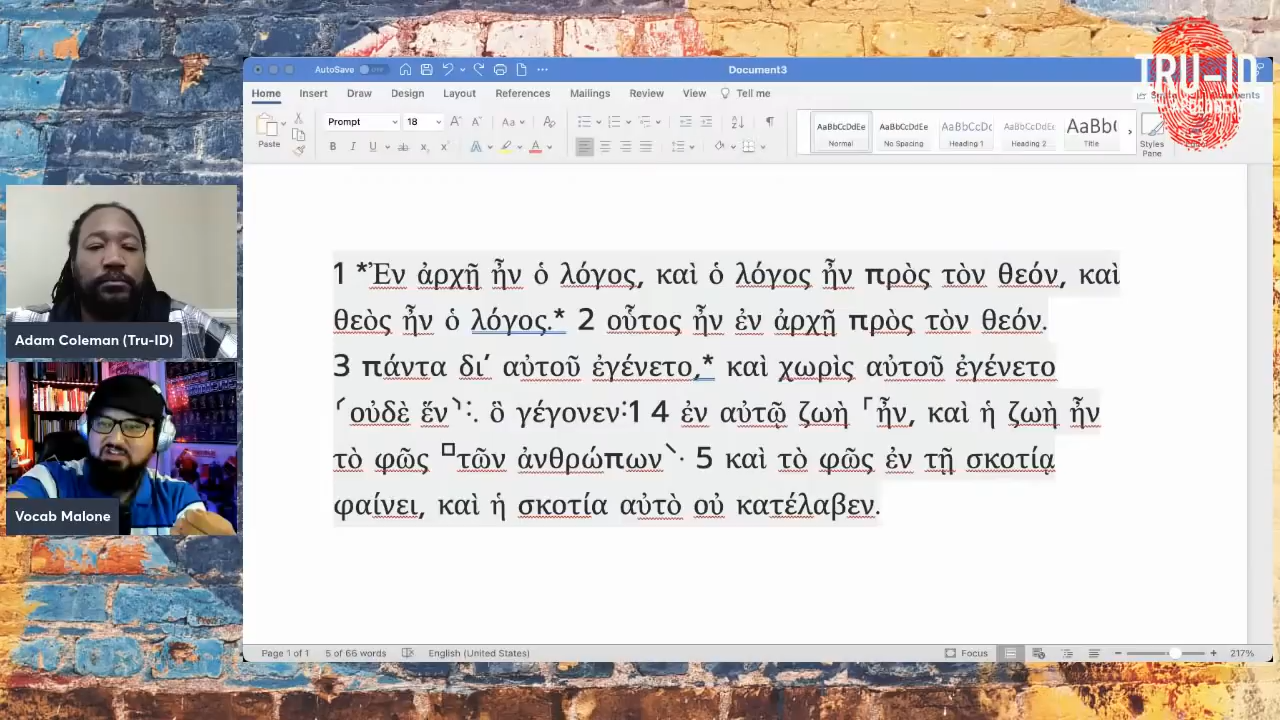 AutoSave OFF
Document3
TRU-ID
Home Insert Draw Design Layout References Mailings Review View Tell me
Paste
Prompt 18
AaBbCcDdEe AaBbCcDdEe AaBbCcDc AaBbCcDdEe AaBb(
Normal No Spacing Heading 1 Heading 2 Title
Styles
Pane
1 *Ἐν ἀρχῇ ἦν ὁ λόγος, καὶ ὁ λόγος ἦν πρὸς τὸν θεόν, καὶ
θεὸς ἦν ὁ λόγος.* 2 οὗτος ἦν ἐν ἀρχῇ πρὸς τὸν θεόν.
3 πάντα δι’ αὐτοῦ ἐγένετο,* καὶ χωρὶς αὐτοῦ ἐγένετο
⸂οὐδὲ ἕν⸃:. ὃ γέγονεν:1 4 ἐν αὐτῷ ζωὴ ⸀ἦν, καὶ ἡ ζωὴ ἦν
τὸ φῶς ⸋τῶν ἀνθρώπων⸌· 5 καὶ τὸ φῶς ἐν τῇ σκοτίᾳ
φαίνει, καὶ ἡ σκοτία αὐτὸ οὐ κατέλαβεν.
Adam Coleman (Tru-ID)
Vocab Malone
Page 1 of 1 5 of 66 words English (United States) Focus 217%